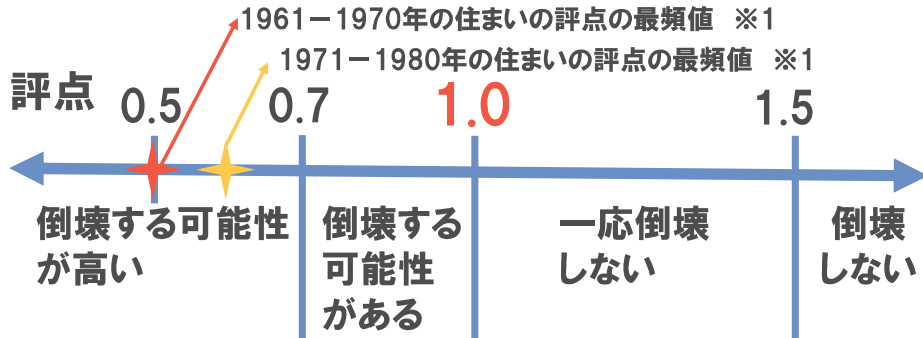 1961－1970年の住まいの評点の最頻値　※1
1971－1980年の住まいの評点の最頻値　※1
評点
0.5
0.7
1.0
1.5
倒壊する可能性
が高い
倒壊する
可能性
がある
一応倒壊
しない
倒壊
しない